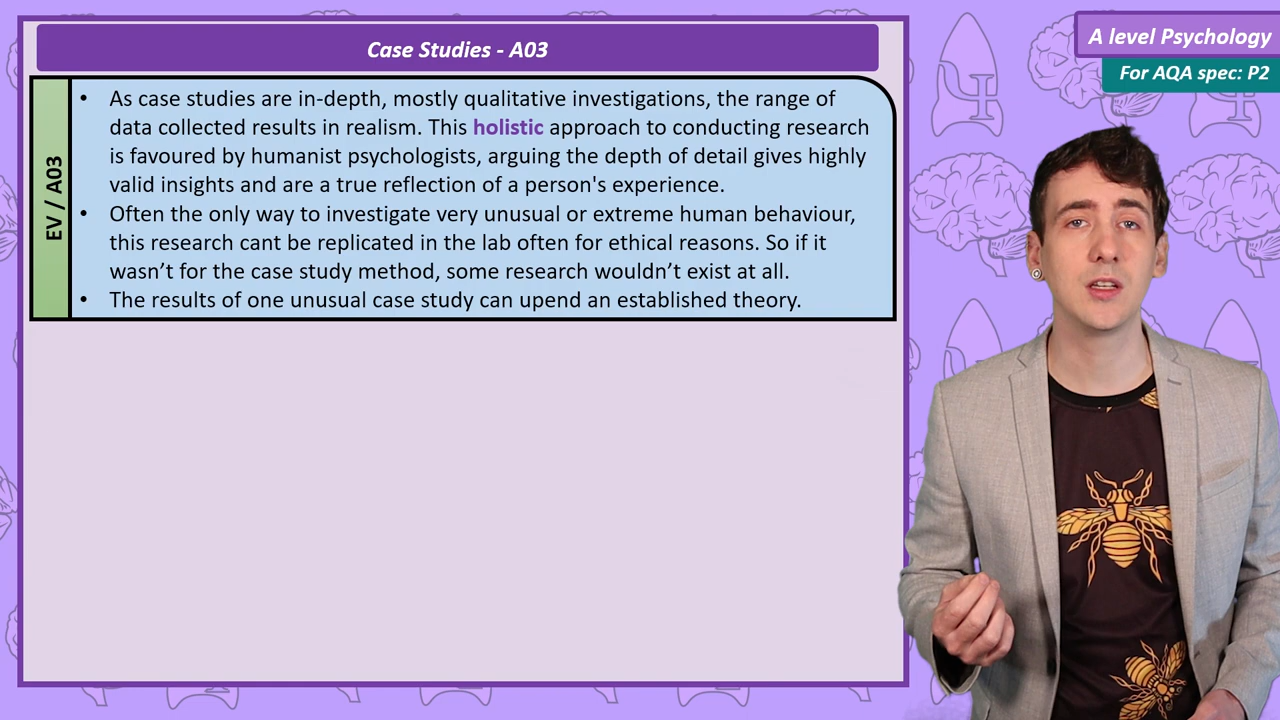 Case Studies - A03
A level Psychology
For AQA spec: P2
EV / A03
• As case studies are in-depth, mostly qualitative investigations, the range of
data collected results in realism. This holistic approach to conducting research
is favoured by humanist psychologists, arguing the depth of detail gives highly
valid insights and are a true reflection of a person's experience.
• Often the only way to investigate very unusual or extreme human behaviour,
this research cant be replicated in the lab often for ethical reasons. So if it
wasn't for the case study method, some research wouldn't exist at all.
• The results of one unusual case study can upend an established theory.